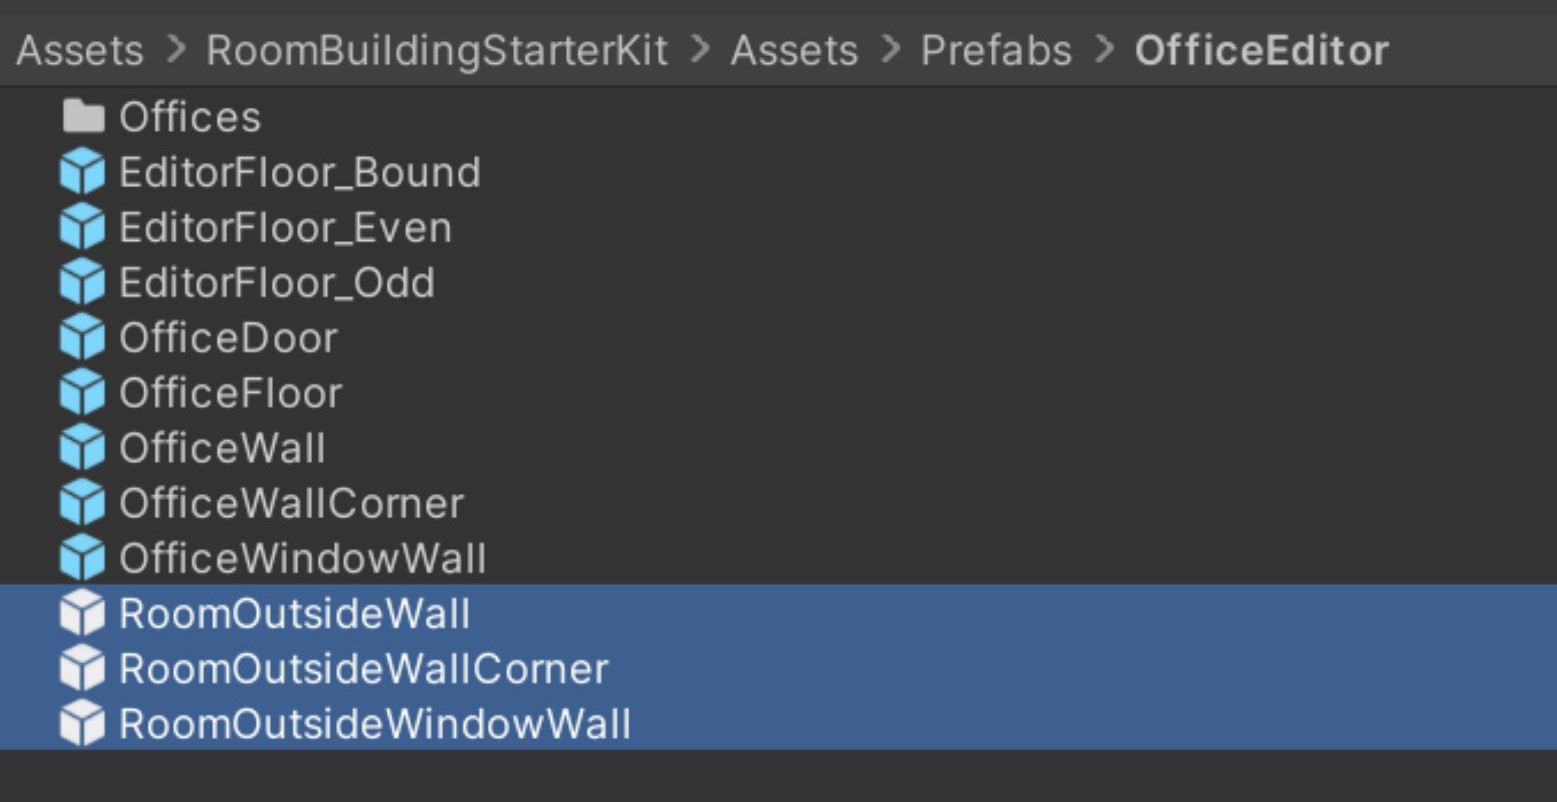 Assets > RoomBuildingStarterKit > Assets > Prefabs > OfficeEditor
Offices
EditorFloor_Bound
EditorFloor_Even
EditorFloor_Odd
OfficeDoor
OfficeFloor
OfficeWall
OfficeWallCorner
OfficeWindowWall
RoomOutsideWall
RoomOutsideWallCorner
RoomOutsideWindowWall